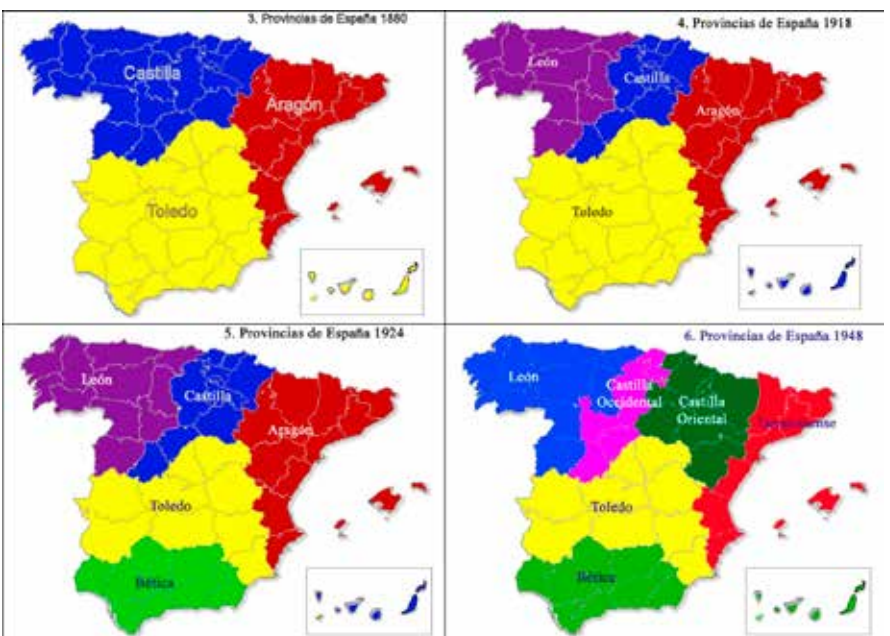 3. Provincias de España 1880
Castilla
Aragón
Toledo
4. Provincias de España 1918
León
Castilla
Aragón
Toledo
5. Provincias de España 1924
León
Castilla
Aragón
Toledo
Bética
6. Provincias de España 1948
León
Castilla
Occidental
Castilla
Oriental
Toledo
Bética